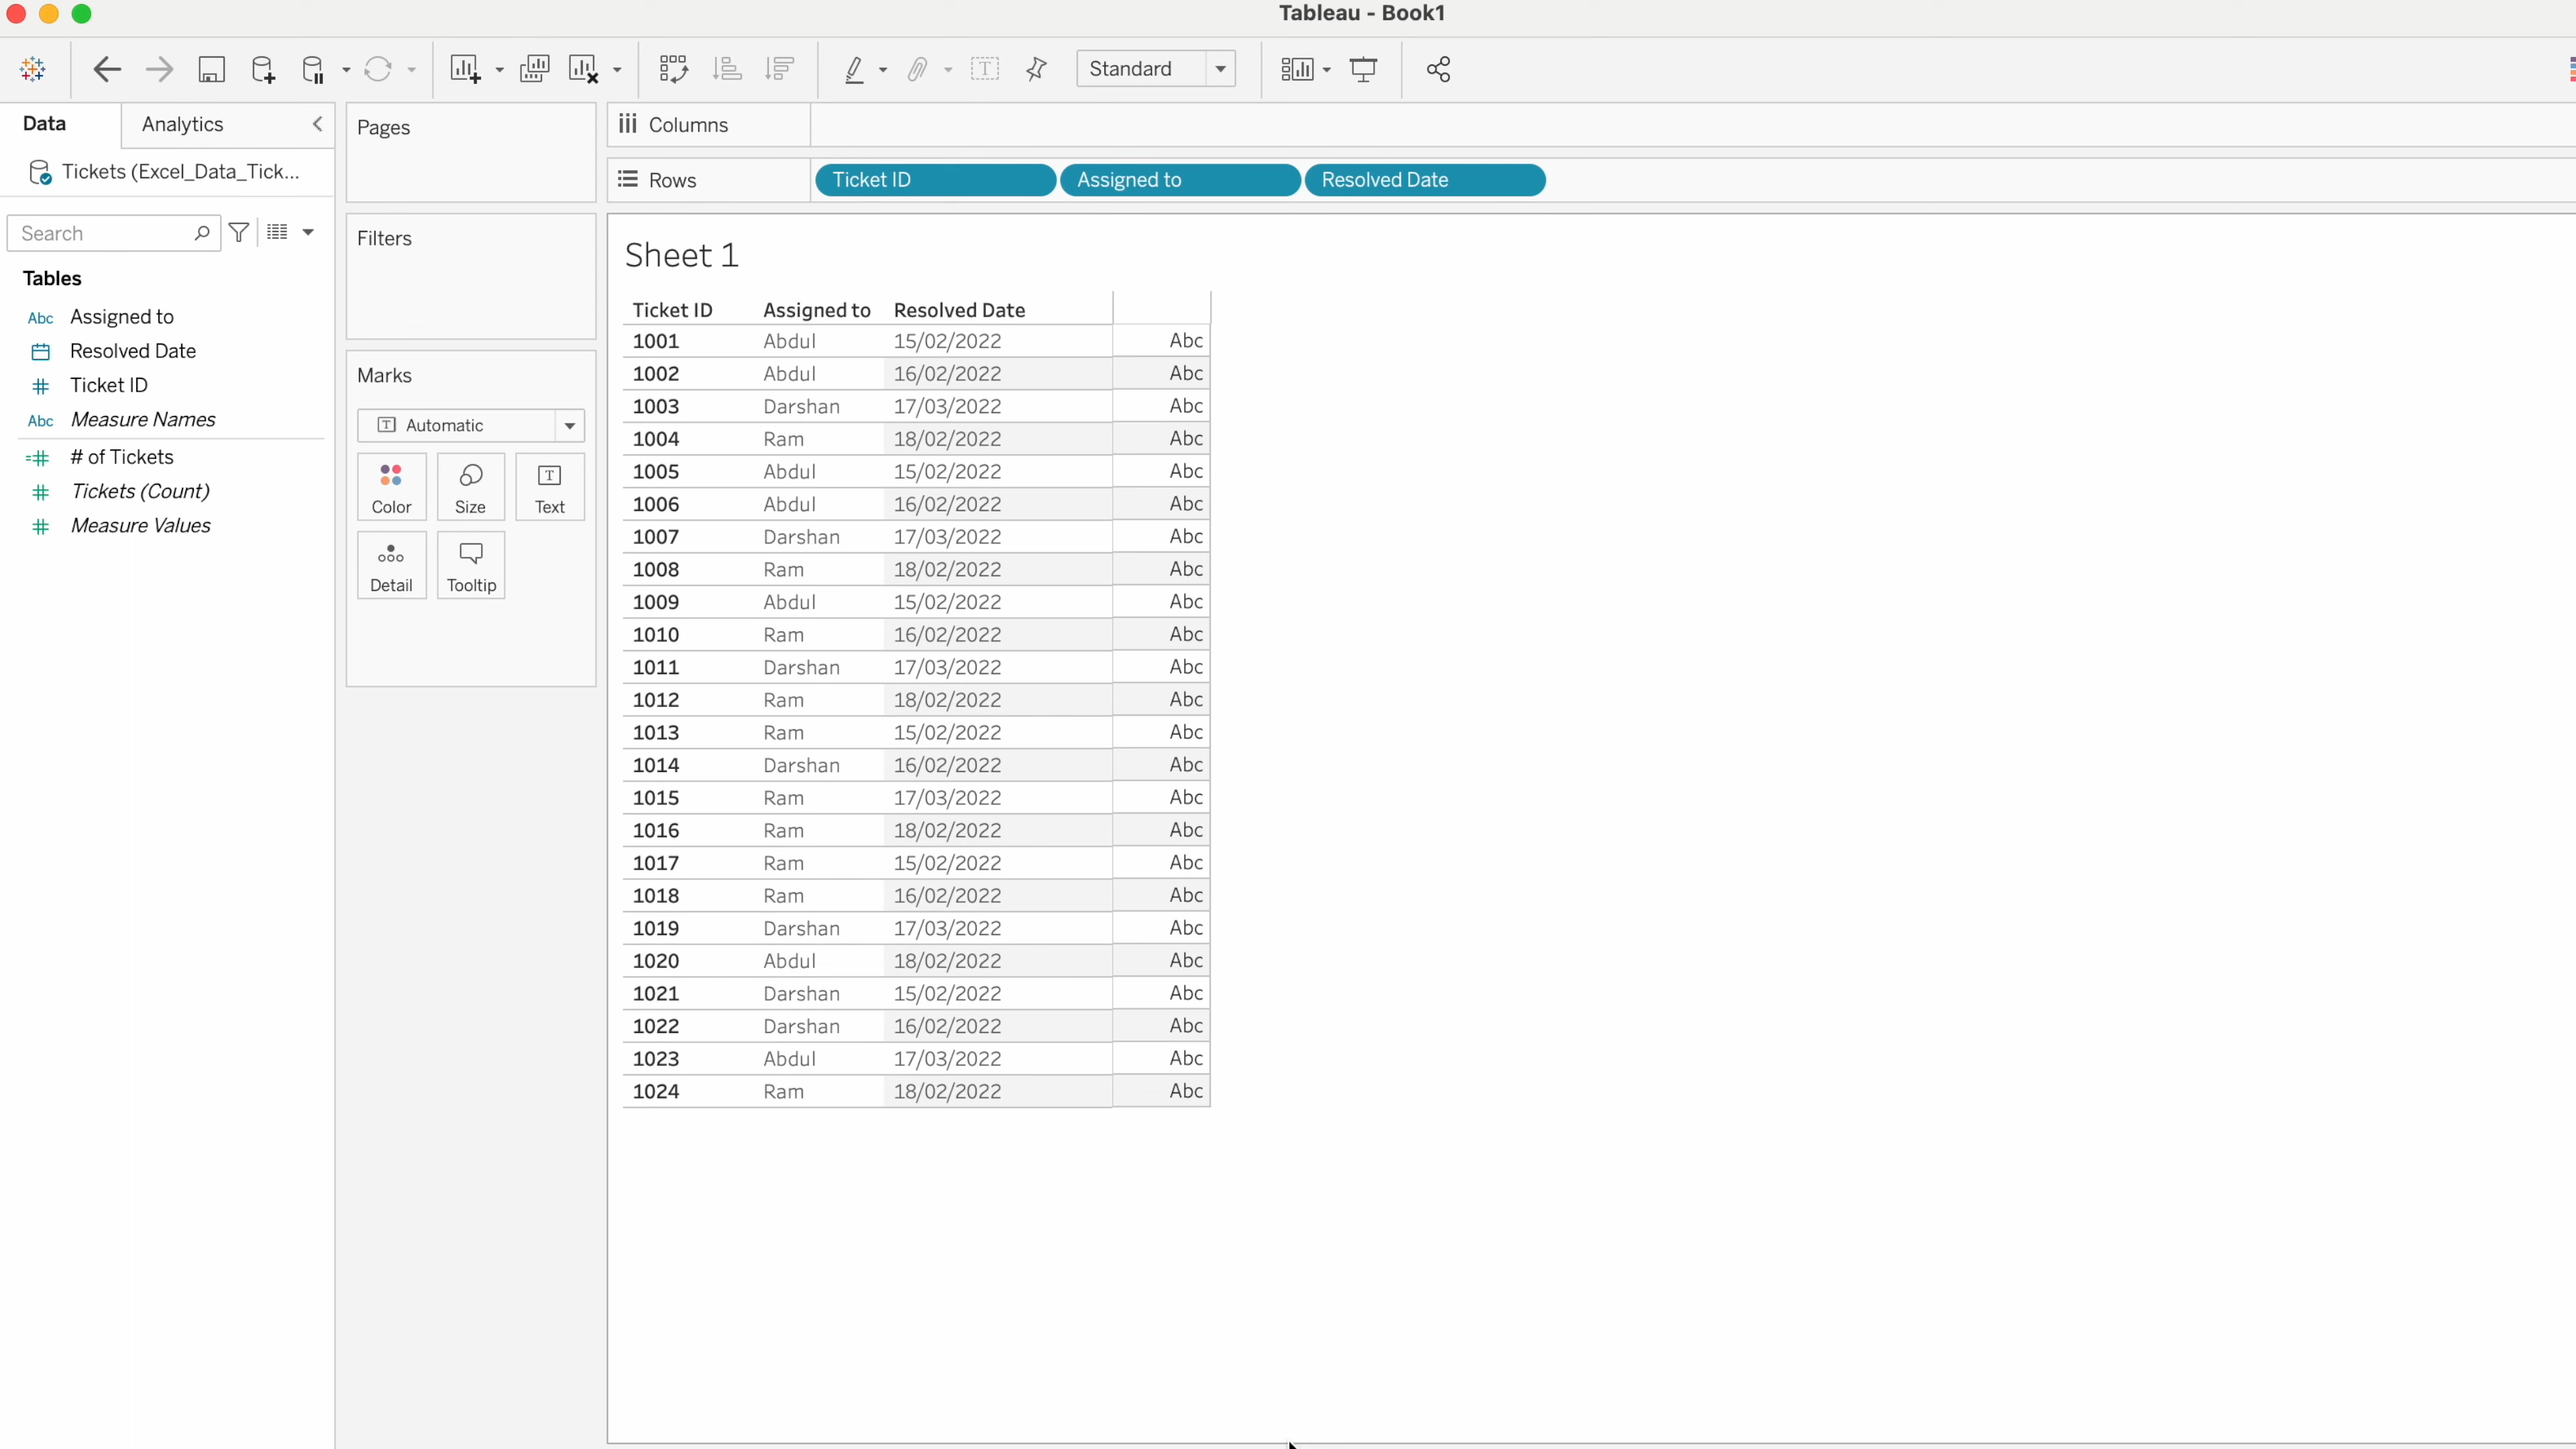 Tableau - Book1
Standard
Data
Analytics
Tickets (Excel_Data_Tick...
Search
Tables
Abc Assigned to
Resolved Date
Ticket ID
Abc Measure Names
# of Tickets
Tickets (Count)
Measure Values
Pages
Filters
Marks
Automatic
Color Size Text
Detail Tooltip
Columns
Rows Ticket ID Assigned to Resolved Date
Sheet 1
Ticket ID Assigned to Resolved Date
1001 Abdul 15/02/2022 Abc
1002 Abdul 16/02/2022 Abc
1003 Darshan 17/03/2022 Abc
1004 Ram 18/02/2022 Abc
1005 Abdul 15/02/2022 Abc
1006 Abdul 16/02/2022 Abc
1007 Darshan 17/03/2022 Abc
1008 Ram 18/02/2022 Abc
1009 Abdul 15/02/2022 Abc
1010 Ram 16/02/2022 Abc
1011 Darshan 17/03/2022 Abc
1012 Ram 18/02/2022 Abc
1013 Ram 15/02/2022 Abc
1014 Darshan 16/02/2022 Abc
1015 Ram 17/03/2022 Abc
1016 Ram 18/02/2022 Abc
1017 Ram 15/02/2022 Abc
1018 Ram 16/02/2022 Abc
1019 Darshan 17/03/2022 Abc
1020 Abdul 18/02/2022 Abc
1021 Darshan 15/02/2022 Abc
1022 Darshan 16/02/2022 Abc
1023 Abdul 17/03/2022 Abc
1024 Ram 18/02/2022 Abc